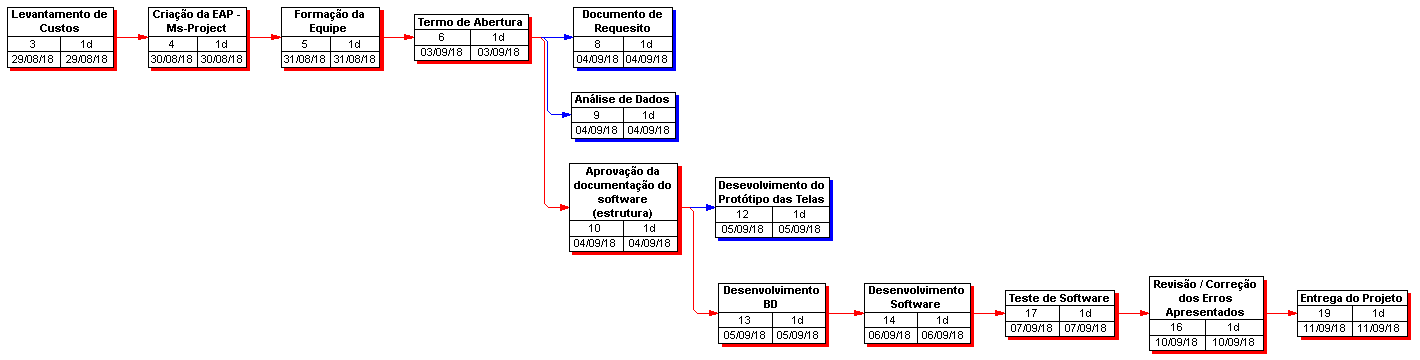 Levantamento de
Custos
3 1d
29/08/18 29/08/18
Criação da EAP -
Ms-Project
4 1d
30/08/18 30/08/18
Formação da
Equipe
5 1d
31/08/18 31/08/18
Termo de Abertura
6 1d
03/09/18 03/09/18
Documento de
Requesito
8 1d
04/09/18 04/09/18
Análise de Dados
9 1d
04/09/18 04/09/18
Aprovação da
documentação do
software
(estrutura)
10 1d
04/09/18 04/09/18
Desevolvimento do
Protótipo das Telas
12 1d
05/09/18 05/09/18
Desenvolvimento
BD
13 1d
05/09/18 05/09/18
Desenvolvimento
Software
14 1d
06/09/18 06/09/18
Teste de Software
17 1d
07/09/18 07/09/18
Revisão / Correção
dos Erros
Apresentados
16 1d
10/09/18 10/09/18
Entrega do Projeto
19 1d
11/09/18 11/09/18